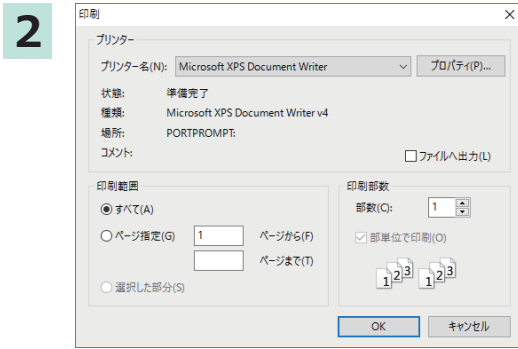 2
印刷
プリンター
プリンター名(N): Microsoft XPS Document Writer プロパティ(P)...
状態: 準備完了
種類: Microsoft XPS Document Writer v4
場所: PORTPROMPT:
コメント: ファイルへ出力(L)
印刷範囲 印刷部数
すべて(A) 部数(C): 1
ページ指定(G) 1 ページから(F) 部単位で印刷(O)
ページまで(T)
1 2 3 1 2 3
選択した部分(S)
OK キャンセル